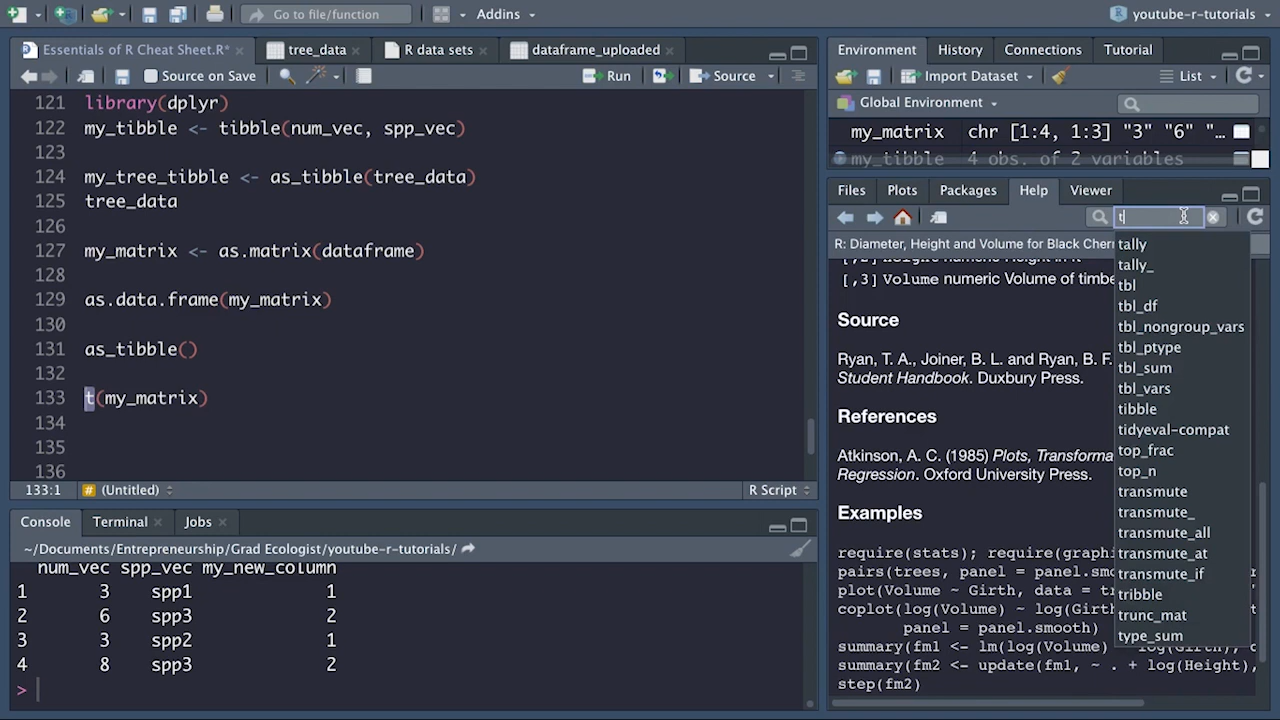 Go to file/function
Addins
youtube-r-tutorials
Essentials of R Cheat Sheet.R*
tree_data
R data sets
dataframe_uploaded
Source on Save
Run
Source
121 library(dplyr)
122 my_tibble <- tibble(num_vec, spp_vec)
123
124 my_tree_tibble <- as_tibble(tree_data)
125 tree_data
126
127 my_matrix <- as.matrix(dataframe)
128
129 as.data.frame(my_matrix)
130
131 as_tibble()
132
133 t(my_matrix)
134
135
136
133:1 # (Untitled) R Script
Console Terminal Jobs
~/Documents/Entrepreneurship/Grad Ecologist/youtube-r-tutorials/
num_vec spp_vec my_new_column
1 3 spp1 1
2 6 spp3 2
3 3 spp2 1
4 8 spp3 2
>
Environment History Connections Tutorial
Import Dataset
List
Global Environment
my_matrix chr [1:4, 1:3] "3" "6" "...
my_tibble 4 obs. of 2 variables
Files Plots Packages Help Viewer
t
R: Diameter, Height and Volume for Black Cher
[,3] Volume numeric Volume of timbe
Source
Ryan, T. A., Joiner, B. L. and Ryan, B. F.
Student Handbook. Duxbury Press.
References
Atkinson, A. C. (1985) Plots, Transforma
Regression. Oxford University Press.
Examples
require(stats); require(graphi
pairs(trees, panel = panel.smo
plot(Volume ~ Girth, data = t
coplot(log(Volume) ~ log(Girth
panel = panel.smooth)
summary(fm1 <- lm(log(Volume)
summary(fm2 <- update(fm1, ~ . + log(Height),
step(fm2)
tally
tally_
tbl
tbl_df
tbl_nongroup_vars
tbl_ptype
tbl_sum
tbl_vars
tibble
tidyeval-compat
top_frac
top_n
transmute
transmute_
transmute_all
transmute_at
transmute_if
tribble
trunc_mat
type_sum